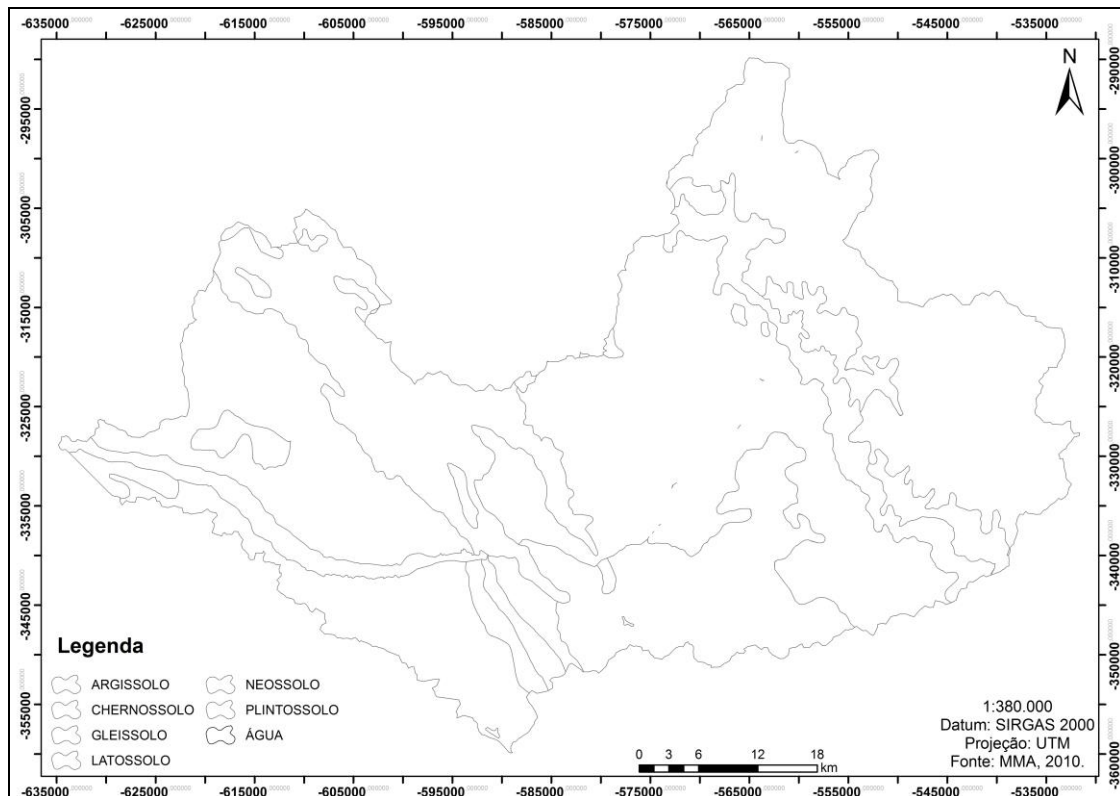 -635000 -625000 -615000 -605000 -595000 -585000 -575000 -565000 -555000 -545000 -535000
N
-295000
-305000
-315000
-325000
-335000
-345000
-355000
-290000
-300000
-310000
-320000
-330000
-340000
-350000
-360000
Legenda
ARGISSOLO
CHERNOSSOLO
GLEISSOLO
LATOSSOLO
NEOSSOLO
PLINTOSSOLO
ÁGUA
0 3 6 12 18
km
1:380.000
Datum: SIRGAS 2000
Projeção: UTM
Fonte: MMA, 2010.
-635000 -625000 -615000 -605000 -595000 -585000 -575000 -565000 -555000 -545000 -535000